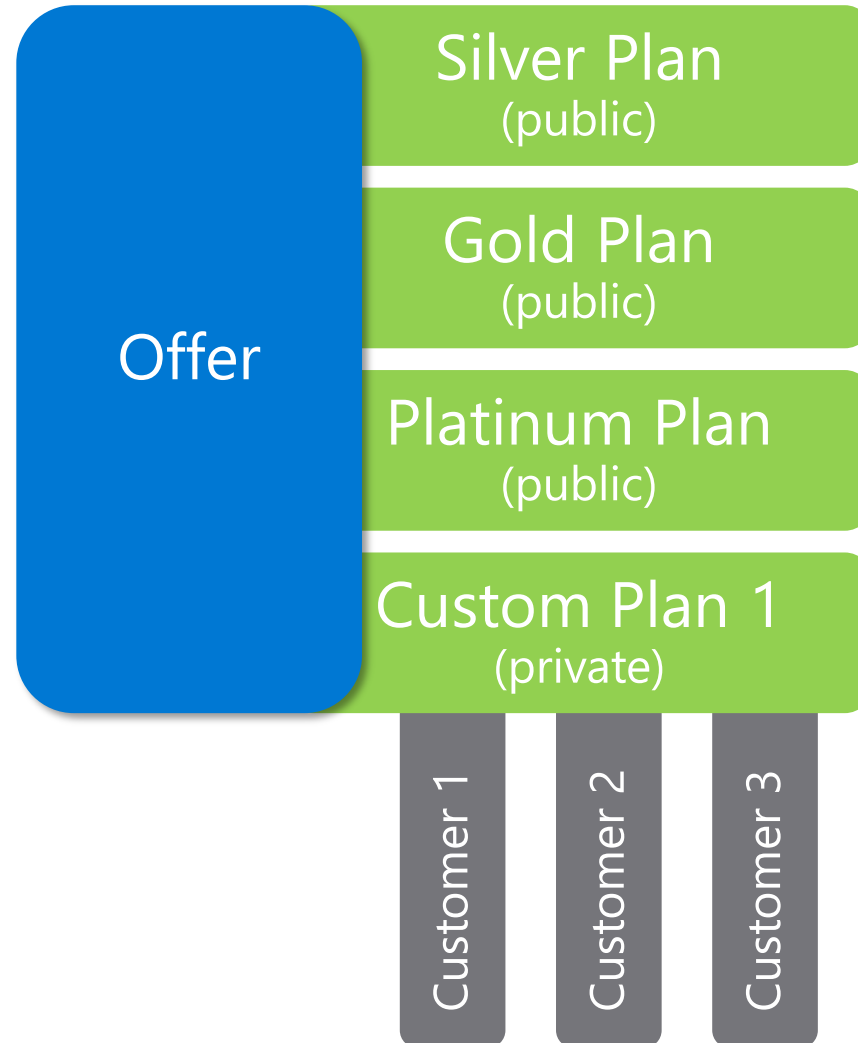 Offer
Silver Plan
(public)
Gold Plan
(public)
Platinum Plan
(public)
Custom Plan 1
(private)
Customer 1
Customer 2
Customer 3